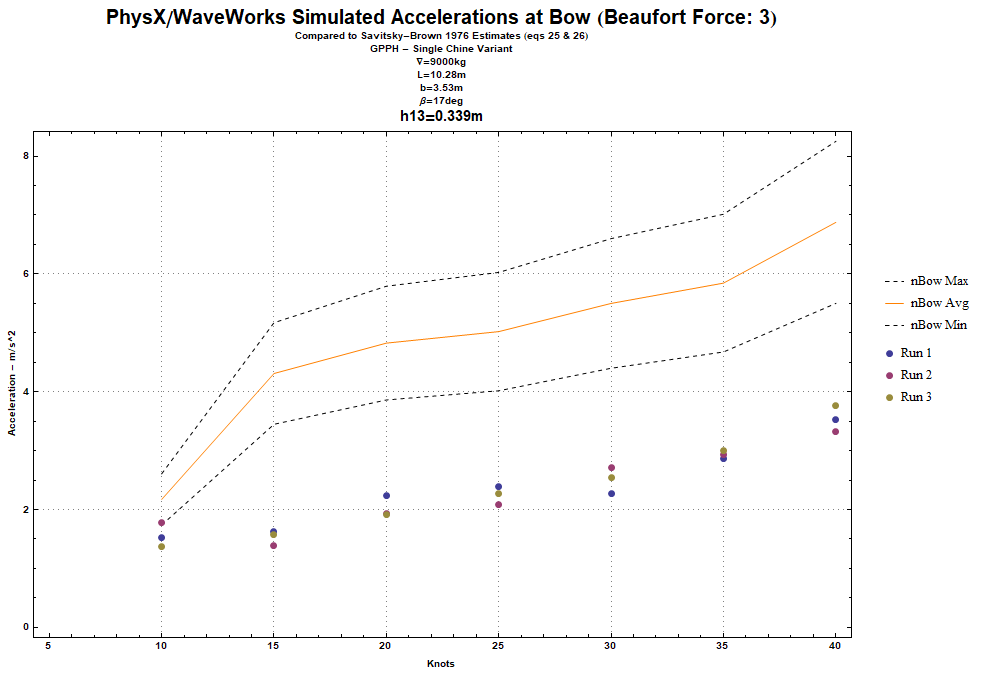 PhysX/WaveWorks Simulated Accelerations at Bow (Beaufort Force: 3)
Compared to Savitsky–Brown 1976 Estimates (eqs 25 & 26)
GPPH – Single Chine Variant
∇=9000kg
L=10.28m
b=3.53m
β=17deg
h13=0.339m
Acceleration – m/s^2
8
6
4
2
0
5 10 15 20 25 30 35 40
Knots
nBow Max
nBow Avg
nBow Min
Run 1
Run 2
Run 3